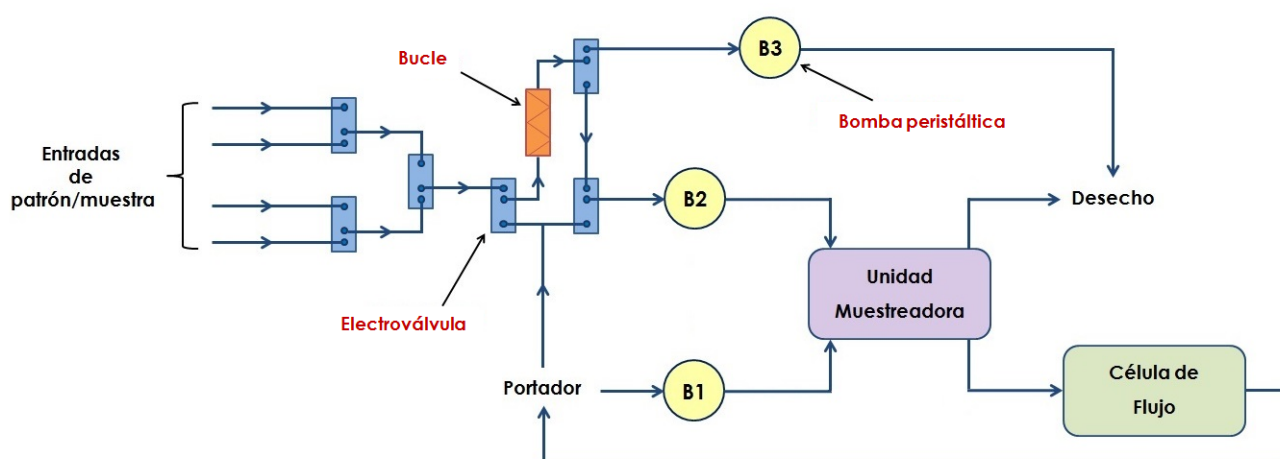 B3
Bucle
Bomba peristáltica
Entradas
de
patrón/muestra
B2
Desecho
Unidad
Muestreadora
Electroválvula
Portador
B1
Célula de
Flujo